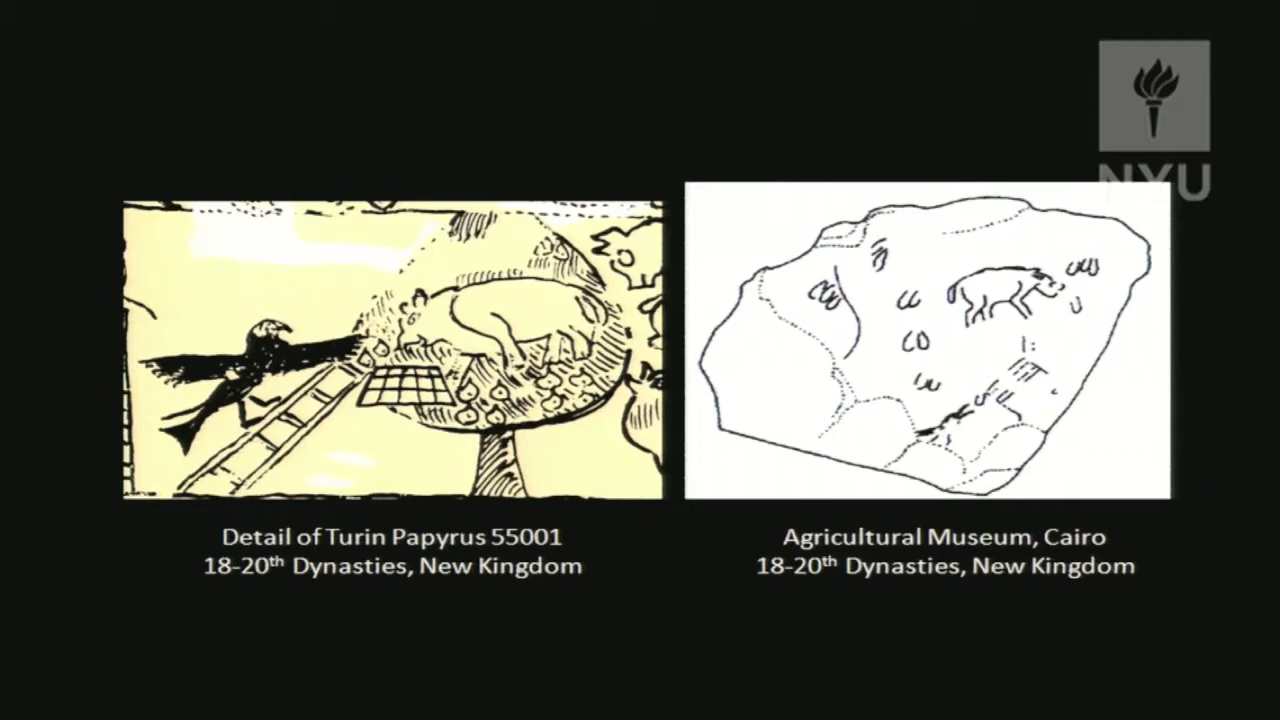 NYU
Detail of Turin Papyrus 55001
18-20th Dynasties, New Kingdom
Agricultural Museum, Cairo
18-20th Dynasties, New Kingdom